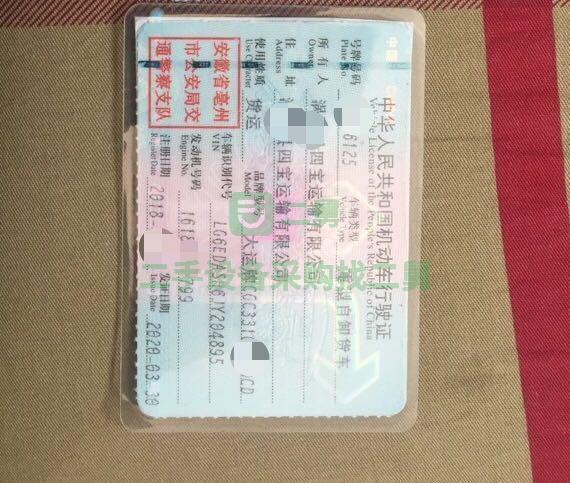 中华人民共和国机动车行驶证
Vehicle License of the People's Republic of China
号牌号码 6125 车辆类型 型自卸货车
Plate No. Vehicle Type
所有人 涡 四宝运输有限公司
Owner
住址 四宝运输有限公司
Address
使用性质 货运 品牌型号 大运牌CGC331 CD
Use Character Model
安徽省亳州
市公安局交
通警察支队
车辆识别代号 LG6EDAS 61JY204895
VIN
发动机号码 1618 799
Engine No.
注册日期 2018- 发证日期 2020-03-30
Register Date Issue Date
二手设备采购找二男